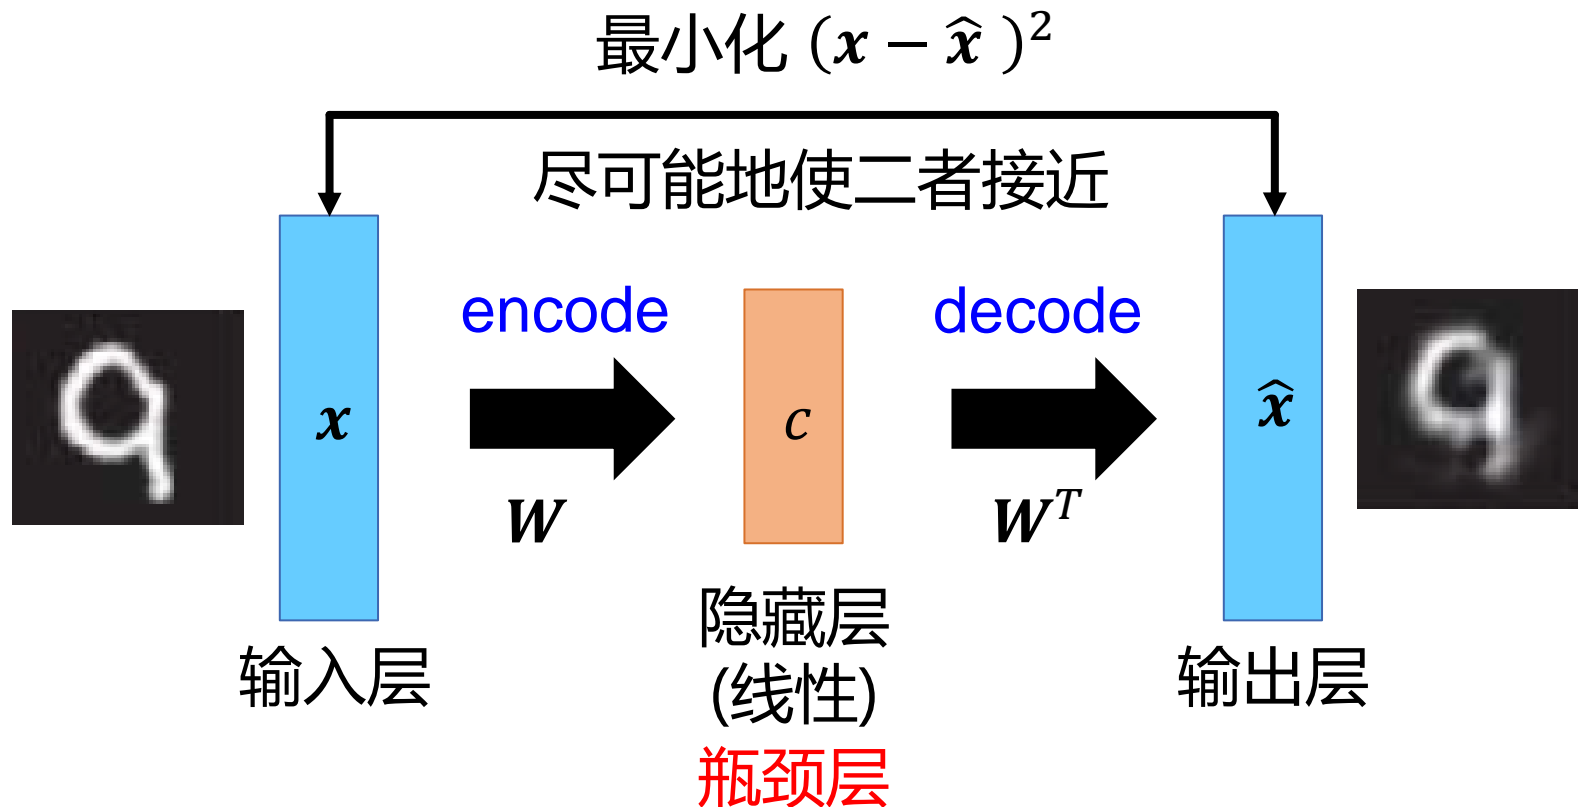 最小化 (x − x̂ )²
尽可能地使二者接近
encode
decode
x
c
x̂
W
Wᵀ
输入层
隐藏层
(线性)
瓶颈层
输出层